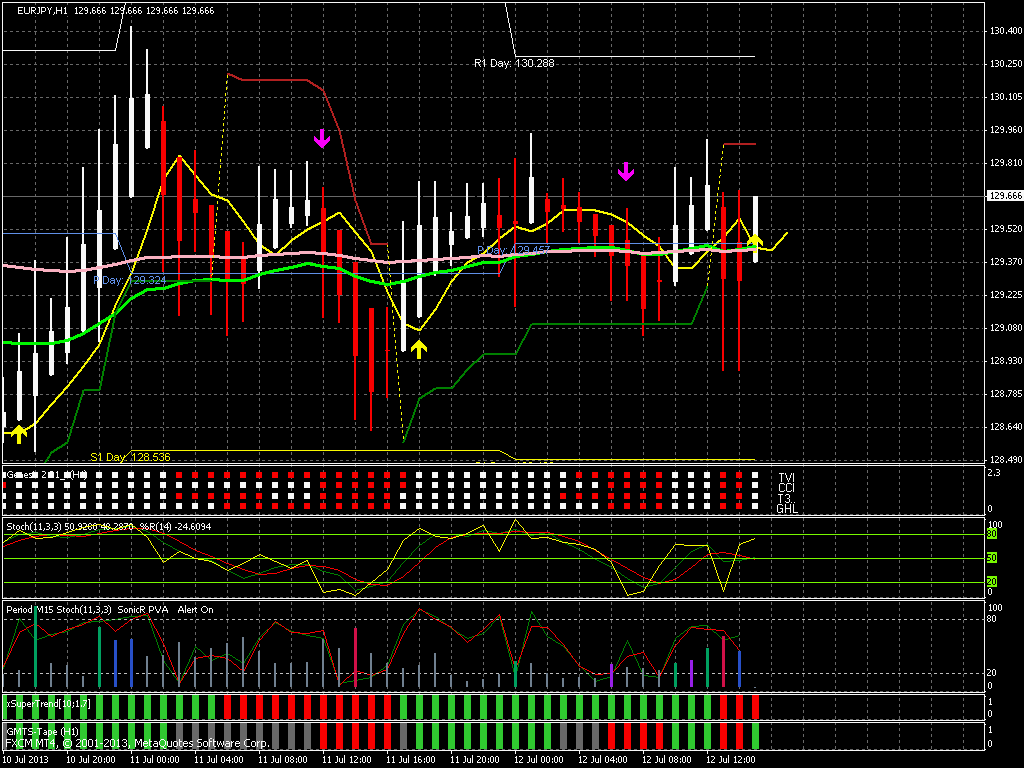 EURJPY,H1 129.666 129.666 129.666 129.666
130.400
R1 Day: 130.288
130.250
130.105
129.960
129.810
129.666
129.520
P Day: 129.457
129.370
P Day: 129.324
129.225
129.080
128.930
128.785
128.640
S1 Day: 128.536
128.490
2.3
TVI
CCI
T3
GHL
0
Stoch(11,3,3) 50.9200 48.2870 %R(14) -24.6094
100
80
50
20
0
Period M15 Stoch(11,3,3) SonicR PVA Alert On
100
80
20
0
xSuperTrend[10;1.7]
1
0
GMTS-Tape (H1)
1
FXCM MT4, © 2001-2013, MetaQuotes Software Corp.
0
10 Jul 2013
10 Jul 20:00
11 Jul 00:00
11 Jul 04:00
11 Jul 08:00
11 Jul 12:00
11 Jul 16:00
11 Jul 20:00
12 Jul 00:00
12 Jul 04:00
12 Jul 08:00
12 Jul 12:00